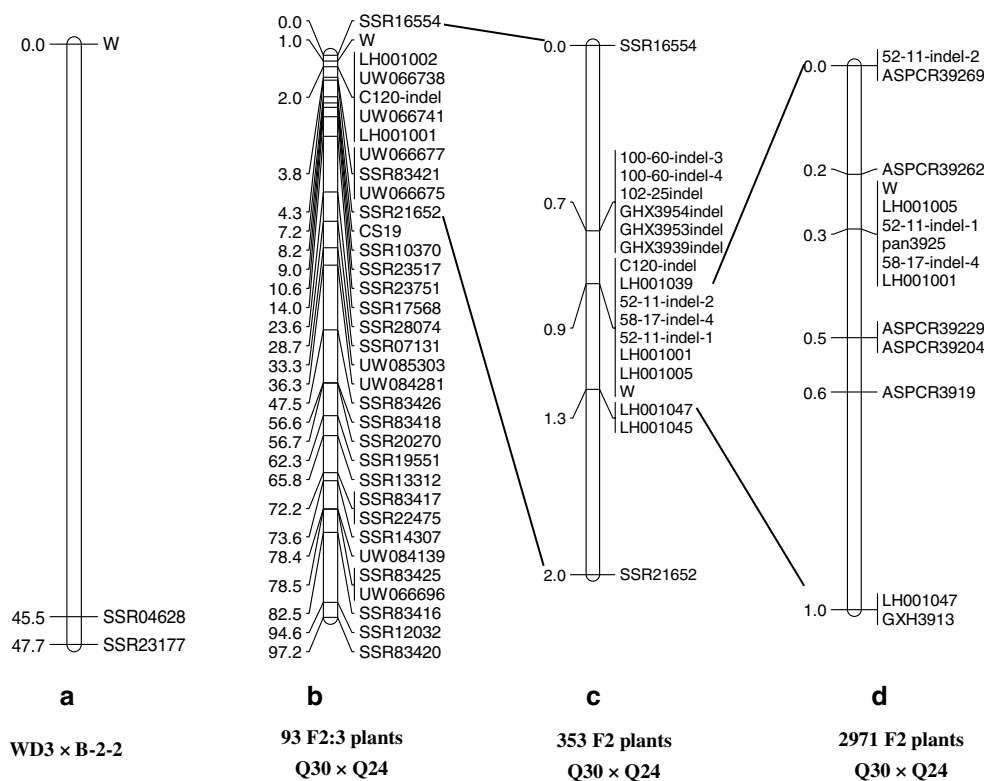 0.0 W
45.5 SSR04628
47.7 SSR23177
a
WD3 × B-2-2
0.0 SSR16554
1.0 W
LH001002
UW066738
2.0 C120-indel
UW066741
LH001001
UW066677
3.8 SSR83421
UW066675
4.3 SSR21652
7.2 CS19
8.2 SSR10370
9.0 SSR23517
10.6 SSR23751
14.0 SSR17568
23.6 SSR28074
28.7 SSR07131
33.3 UW085303
36.3 UW084281
47.5 SSR83426
56.6 SSR83418
56.7 SSR20270
62.3 SSR19551
65.8 SSR13312
SSR83417
72.2
SSR22475
73.6 SSR14307
78.4 UW084139
SSR83425
78.5
UW066696
82.5 SSR83416
94.6 SSR12032
97.2 SSR83420
b
93 F2:3 plants
Q30 × Q24
0.0 SSR16554
100-60-indel-3
100-60-indel-4
102-25indel
0.7 GHX3954indel
GHX3953indel
GHX3939indel
C120-indel
LH001039
52-11-indel-2
0.9 58-17-indel-4
52-11-indel-1
LH001001
LH001005
W
LH001047
1.3
LH001045
2.0 SSR21652
c
353 F2 plants
Q30 × Q24
52-11-indel-2
0.0
ASPCR39269
0.2 ASPCR39262
W
LH001005
0.3 52-11-indel-1
pan3925
58-17-indel-4
LH001001
ASPCR39229
0.5
ASPCR39204
0.6 ASPCR3919
LH001047
1.0
GXH3913
d
2971 F2 plants
Q30 × Q24